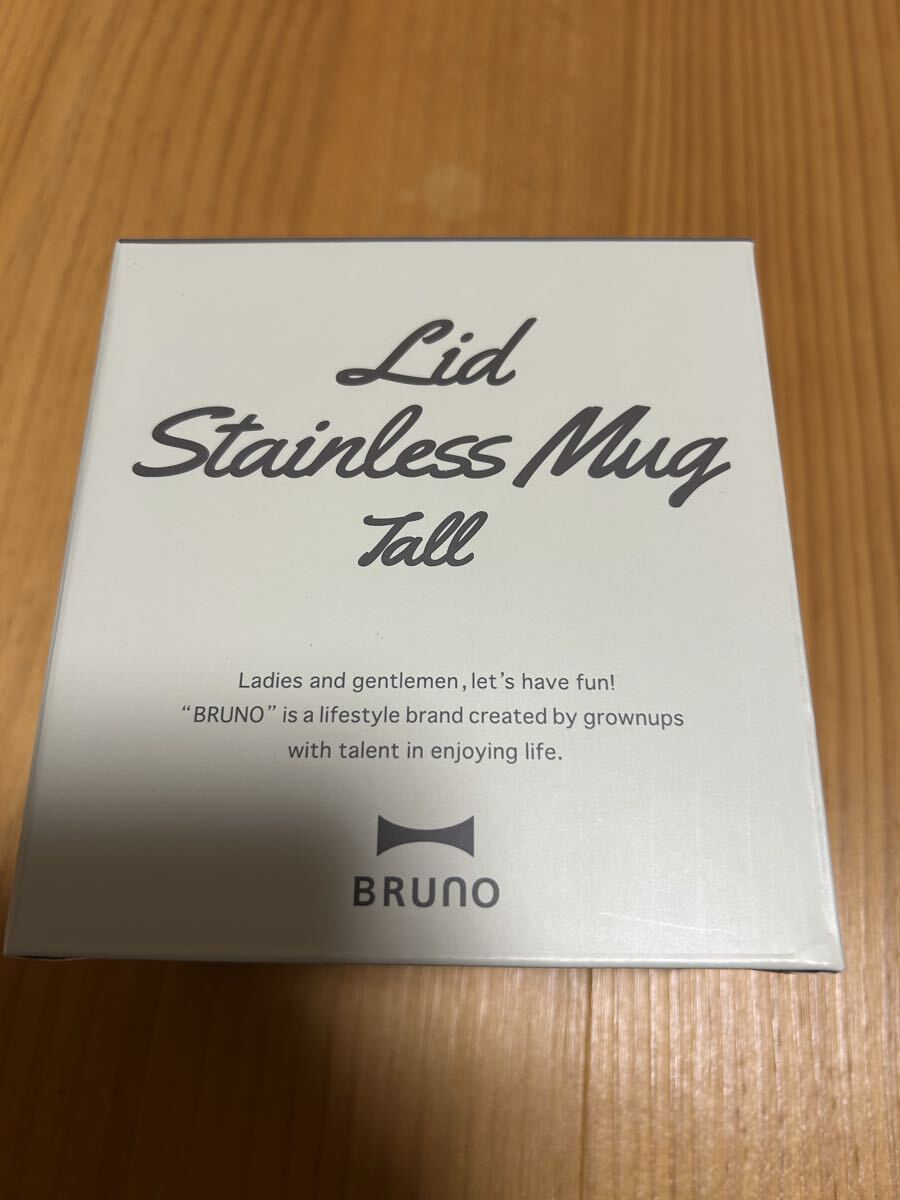 Lid
Stainless Mug
Tall
Ladies and gentlemen, let's have fun!
“BRUNO” is a lifestyle brand created by grownups
with talent in enjoying life.
BRUNO